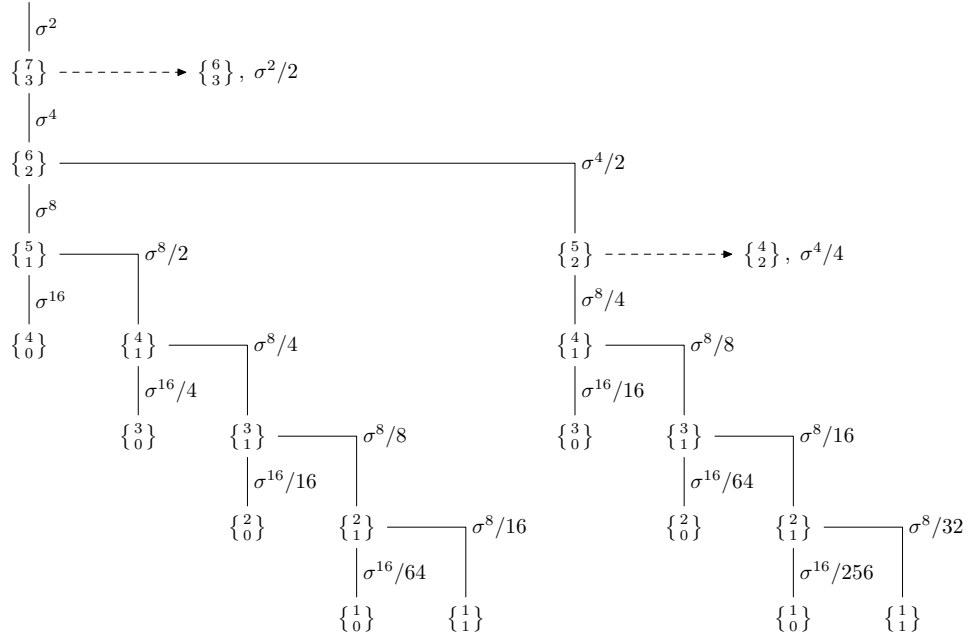 σ²
{7 3} {6 3}, σ²/2
σ⁴
{6 2} σ⁴/2
σ⁸
{5 1} σ⁸/2 {5 2} {4 2}, σ⁴/4
σ¹⁶ σ⁸/4
{4 0} {4 1} σ⁸/4 {4 1} σ⁸/8
σ¹⁶/4 σ¹⁶/16
{3 0} {3 1} σ⁸/8 {3 0} {3 1} σ⁸/16
σ¹⁶/16 σ¹⁶/64
{2 0} {2 1} σ⁸/16 {2 0} {2 1} σ⁸/32
σ¹⁶/64 σ¹⁶/256
{1 0} {1 1} {1 0} {1 1}